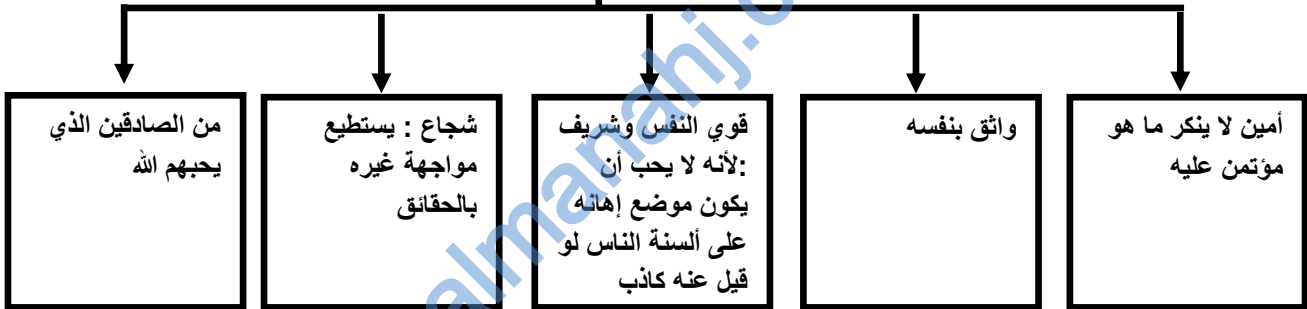 أمين لا ينكر ما هو
مؤتمن عليه
واثق بنفسه
قوي النفس وشريف
:لأنه لا يحب أن
يكون موضع إهانه
على ألسنة الناس لو
قيل عنه كاذب
شجاع : يستطيع
مواجهة غيره
بالحقائق
من الصادقين الذي
يحبهم الله
almanahj.c